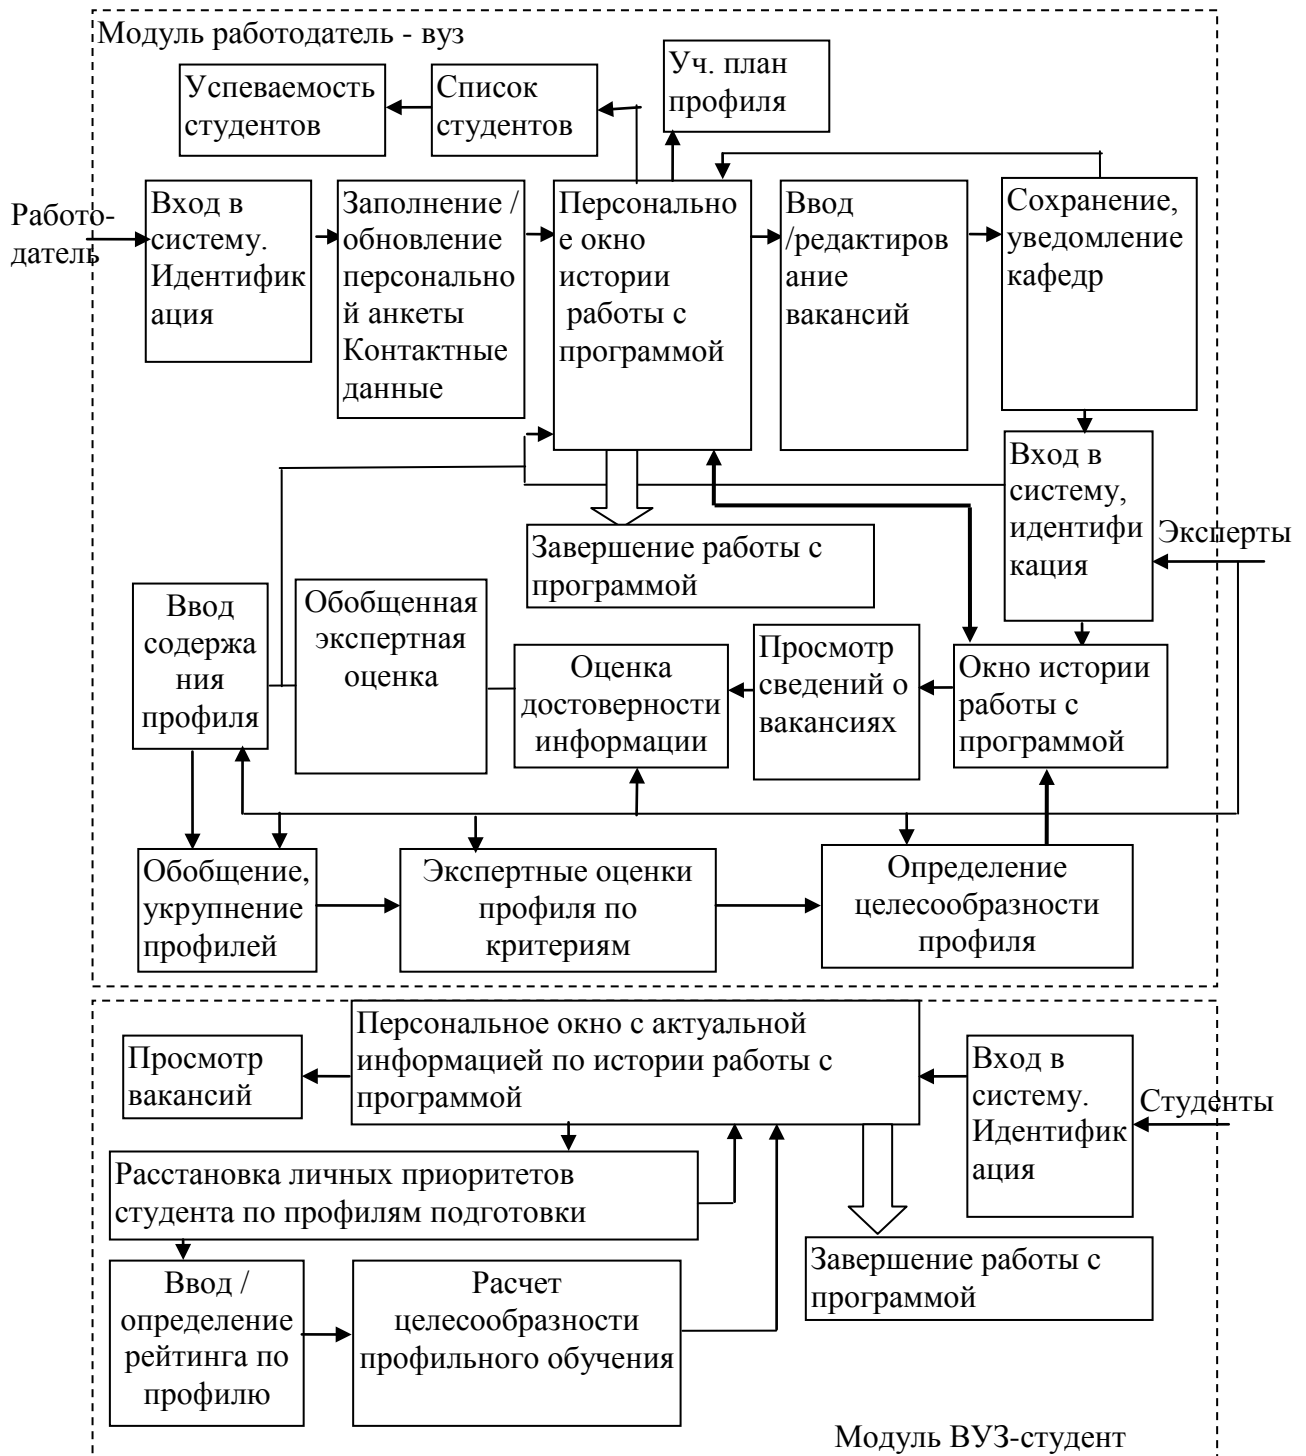 Модуль работодатель - вуз
Успеваемость
студентов
Список
студентов
Уч. план
профиля
Работо-
датель
Вход в
систему.
Идентифик
ация
Заполнение /
обновление
персонально
й анкеты
Контактные
данные
Персонально
е окно
истории
работы с
программой
Ввод
/редактиров
ание
вакансий
Сохранение,
уведомление
кафедр
Вход в
систему,
идентифи
кация
Эксперты
Завершение работы с
программой
Ввод
содержа
ния
профиля
Обобщенная
экспертная
оценка
Оценка
достоверности
информации
Просмотр
сведений о
вакансиях
Окно истории
работы с
программой
Обобщение,
укрупнение
профилей
Экспертные оценки
профиля по
критериям
Определение
целесообразности
профиля
Персональное окно с актуальной
информацией по истории работы с
программой
Просмотр
вакансий
Вход в
систему.
Идентифик
ация
Студенты
Расстановка личных приоритетов
студента по профилям подготовки
Завершение работы с
программой
Ввод /
определение
рейтинга по
профилю
Расчет
целесообразности
профильного обучения
Модуль ВУЗ-студент